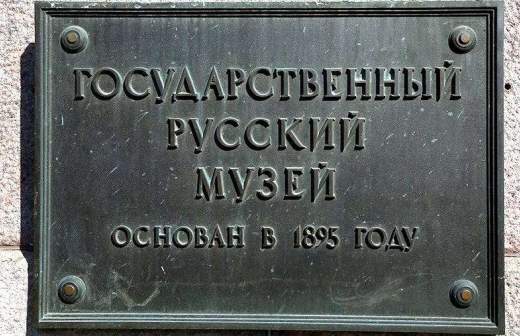 ГОСУДАРСТВЕННЫЙ
РУССКИЙ
МУЗЕЙ
ОСНОВАН В 1895 ГОДУ